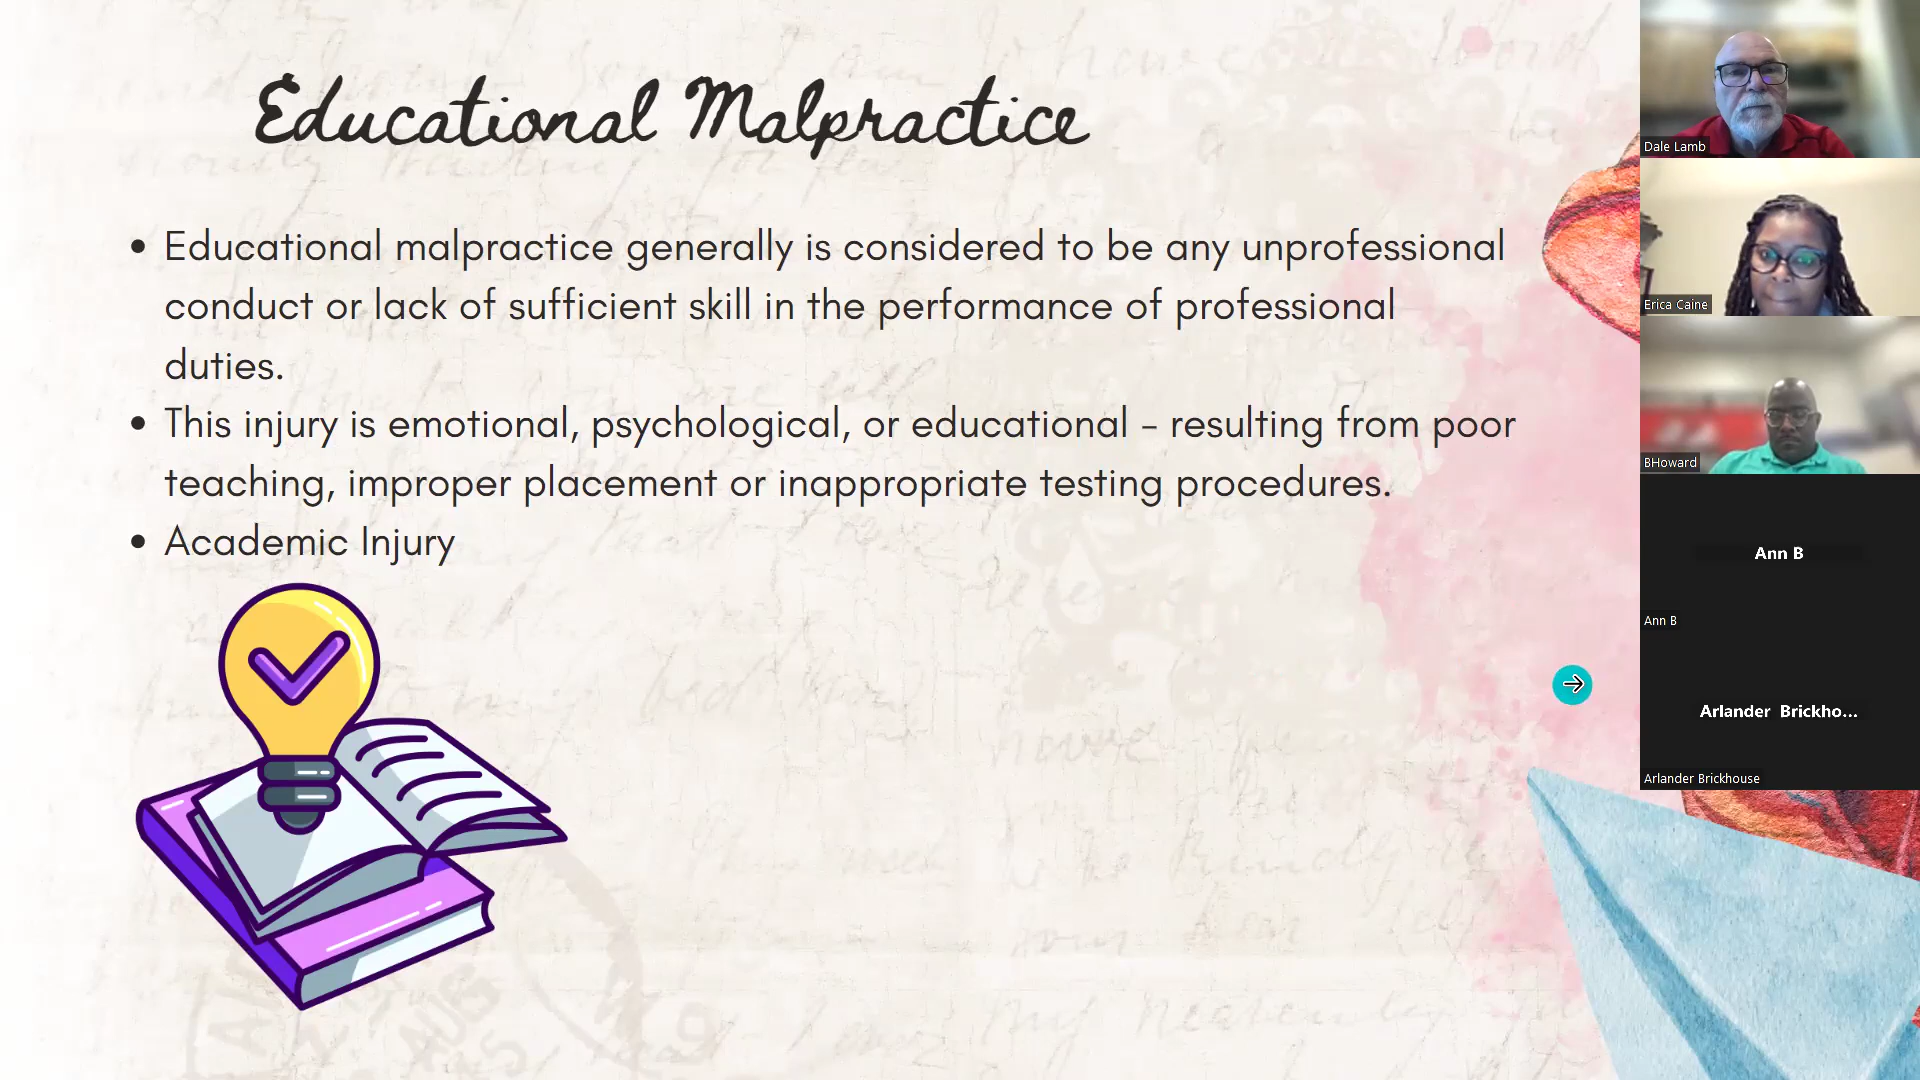 Educational Malpractice
• Educational malpractice generally is considered to be any unprofessional
conduct or lack of sufficient skill in the performance of professional
duties.
• This injury is emotional, psychological, or educational - resulting from poor
teaching, improper placement or inappropriate testing procedures.
• Academic Injury
Dale Lamb
Erica Caine
BHoward
Ann B
Ann B
Arlander Brickho...
Arlander Brickhouse